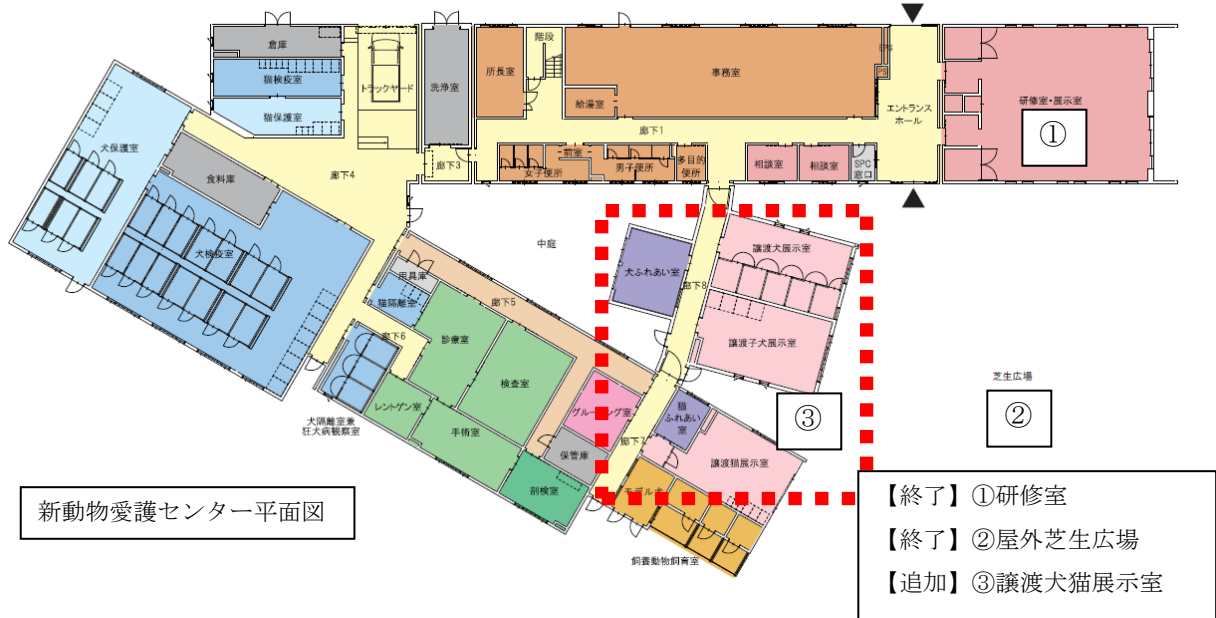 倉庫
猫検疫室
猫保護室
トラックヤード
洗浄室
所長室
階段
事務室
EPS
給湯室
エントランス
ホール
研修室・展示室
①
廊下1
廊下3
前室
女子便所
男子便所
多目的
便所
相談室
相談室
SPC
窓口
犬保護室
食料庫
廊下4
犬検疫室
中庭
犬ふれあい室
廊下8
譲渡犬展示室
譲渡子犬展示室
用具庫
猫隔離室
廊下5
廊下6
診療室
検査室
レントゲン室
手術室
犬隔離室兼
狂犬病観察室
グルーミング室
保管庫
剖検室
廊下7
猫
ふれあい
室
譲渡猫展示室
③
モデル犬
飼養動物飼育室
芝生広場
②
新動物愛護センター平面図
【終了】①研修室
【終了】②屋外芝生広場
【追加】③譲渡犬猫展示室